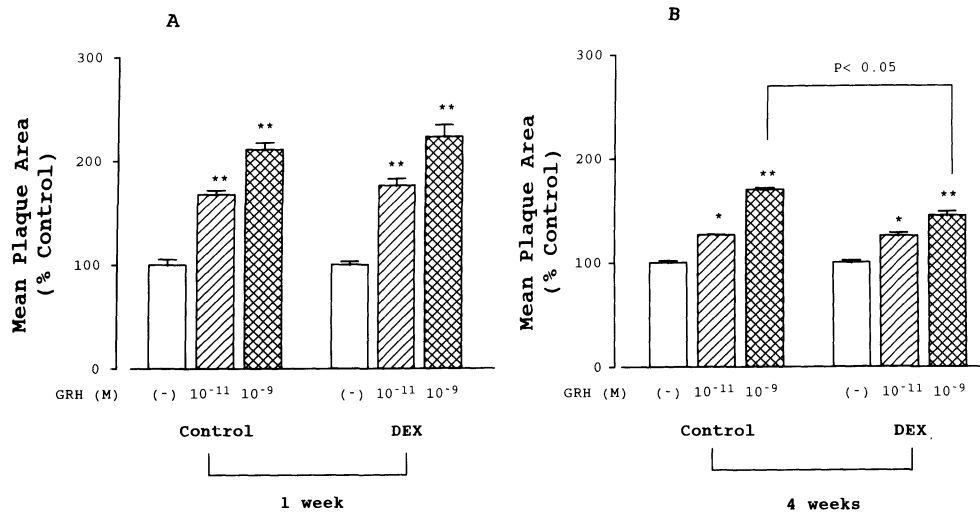 A
300
200
100
0
Mean Plaque Area
(% Control)
**
**
**
**
GRH (M) (-) 10⁻¹¹ 10⁻⁹ (-) 10⁻¹¹ 10⁻⁹
Control DEX
1 week
B
300
200
100
0
Mean Plaque Area
(% Control)
P< 0.05
**
*
**
*
GRH (M) (-) 10⁻¹¹ 10⁻⁹ (-) 10⁻¹¹ 10⁻⁹
Control DEX
4 weeks